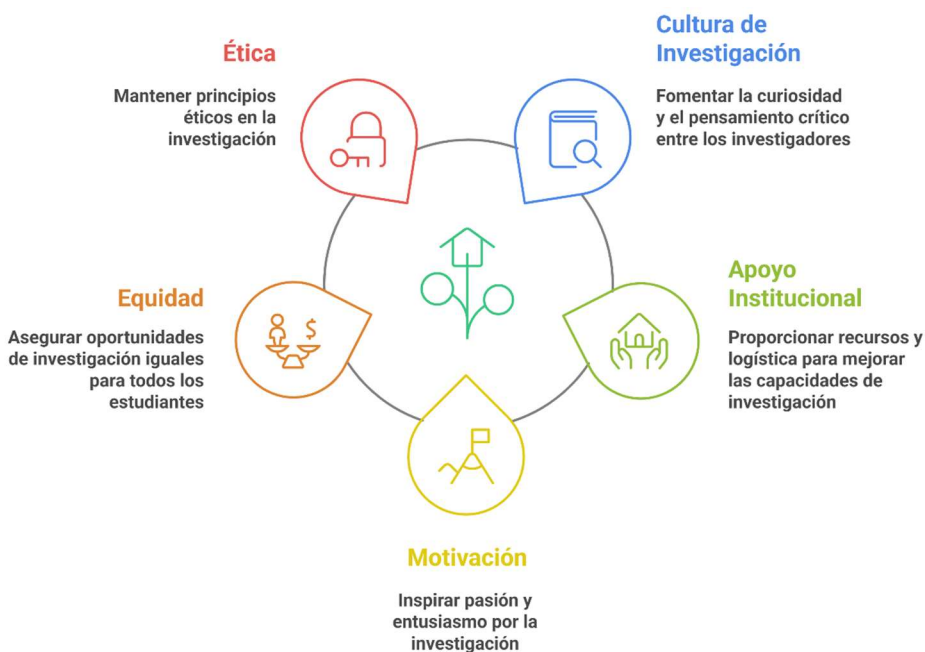 Ética
Mantener principios
éticos en la
investigación
Cultura de
Investigación
Fomentar la curiosidad
y el pensamiento crítico
entre los investigadores
Equidad
Asegurar oportunidades
de investigación iguales
para todos los
estudiantes
$
Apoyo
Institucional
Proporcionar recursos y
logística para mejorar
las capacidades de
investigación
Motivación
Inspirar pasión y
entusiasmo por la
investigación